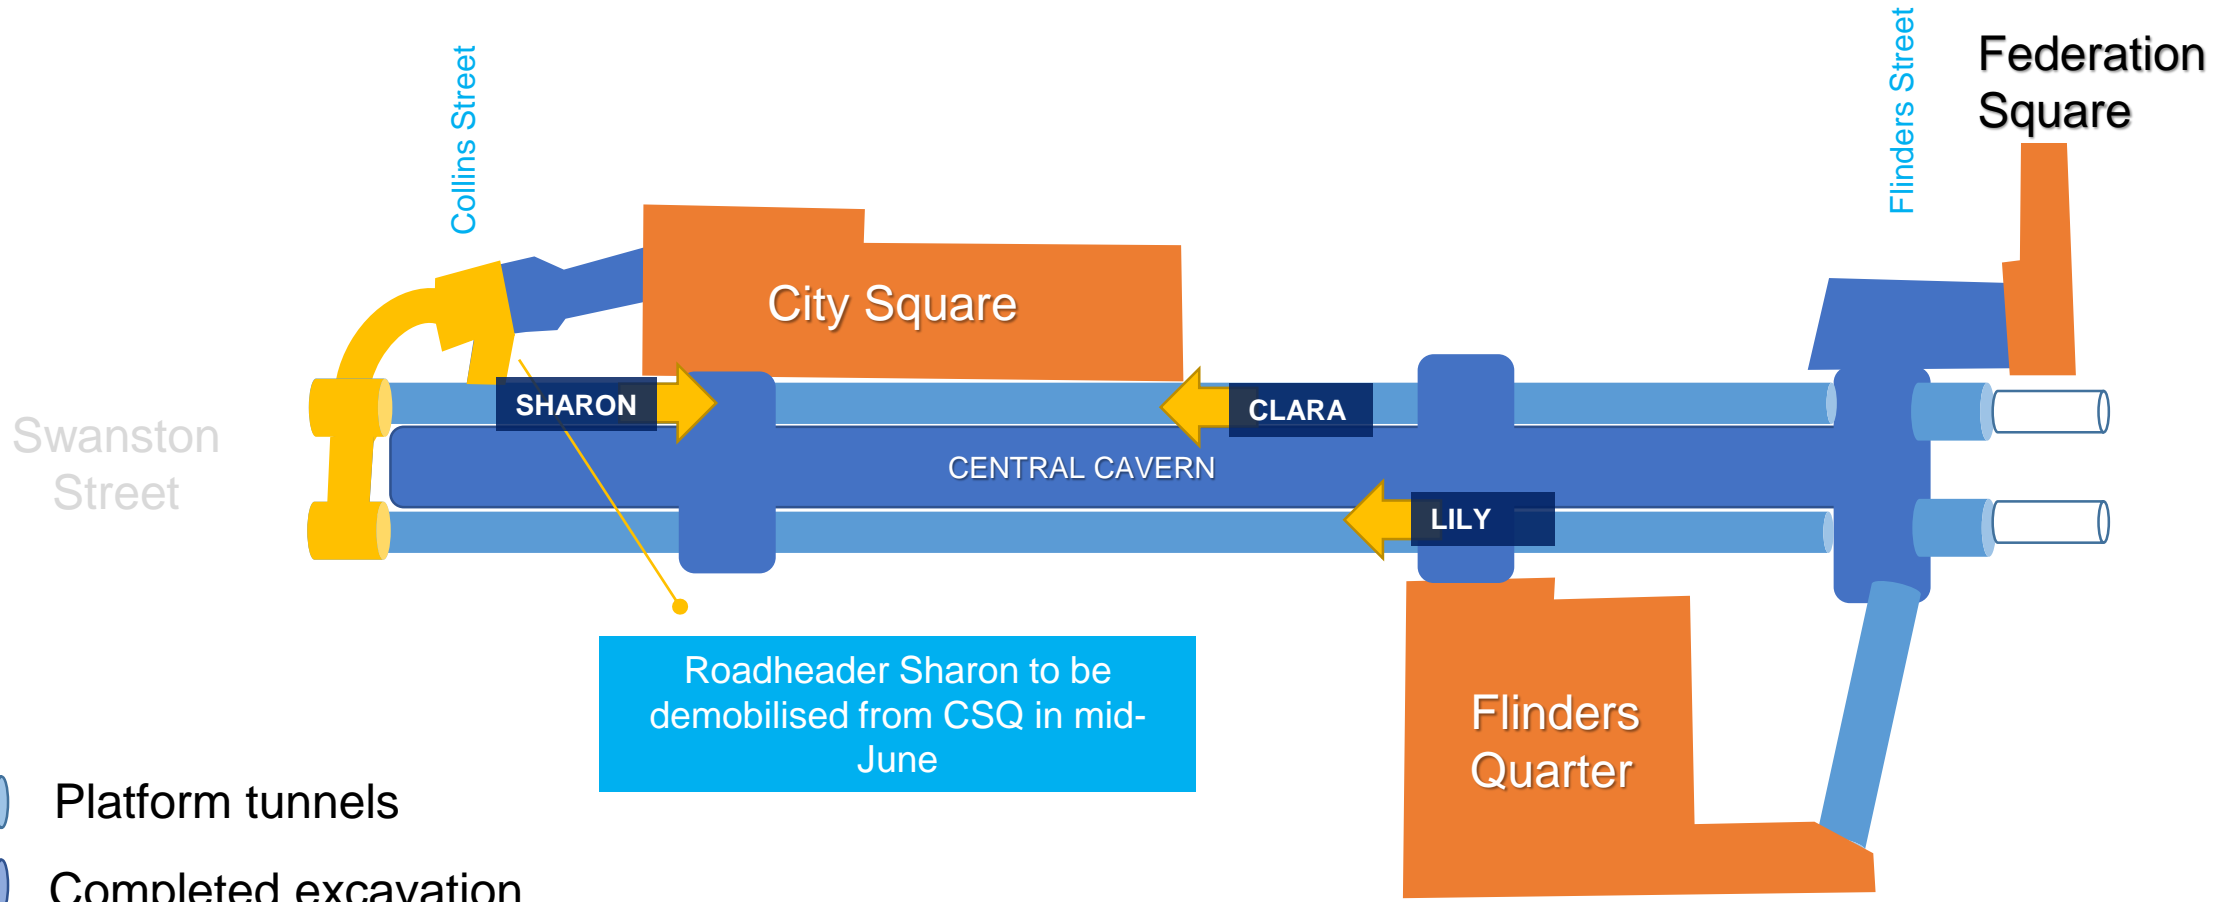 Collins Street
Flinders Street
Federation
Square
City Square
SHARON
CLARA
Swanston
Street
CENTRAL CAVERN
LILY
Roadheader Sharon to be
demobilised from CSQ in mid-
June
Flinders
Quarter
Platform tunnels
Completed excavation